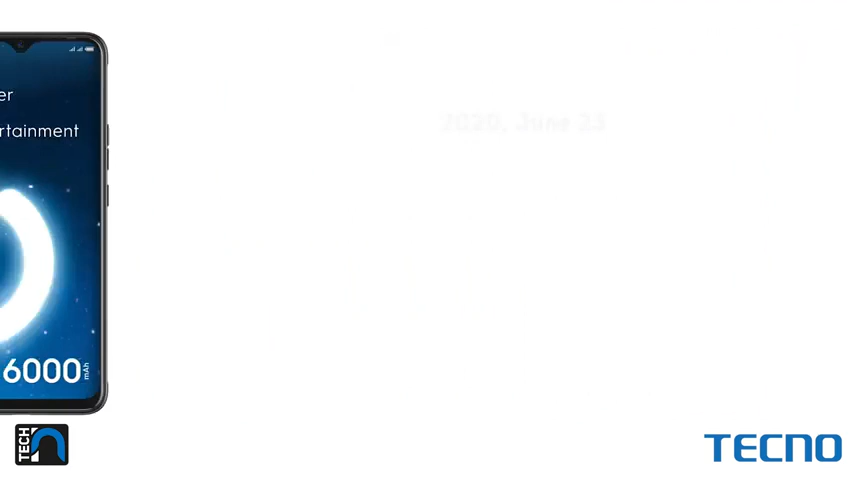 er
rtainment
2020, June 23
6000 mAh
TECH
TECNO